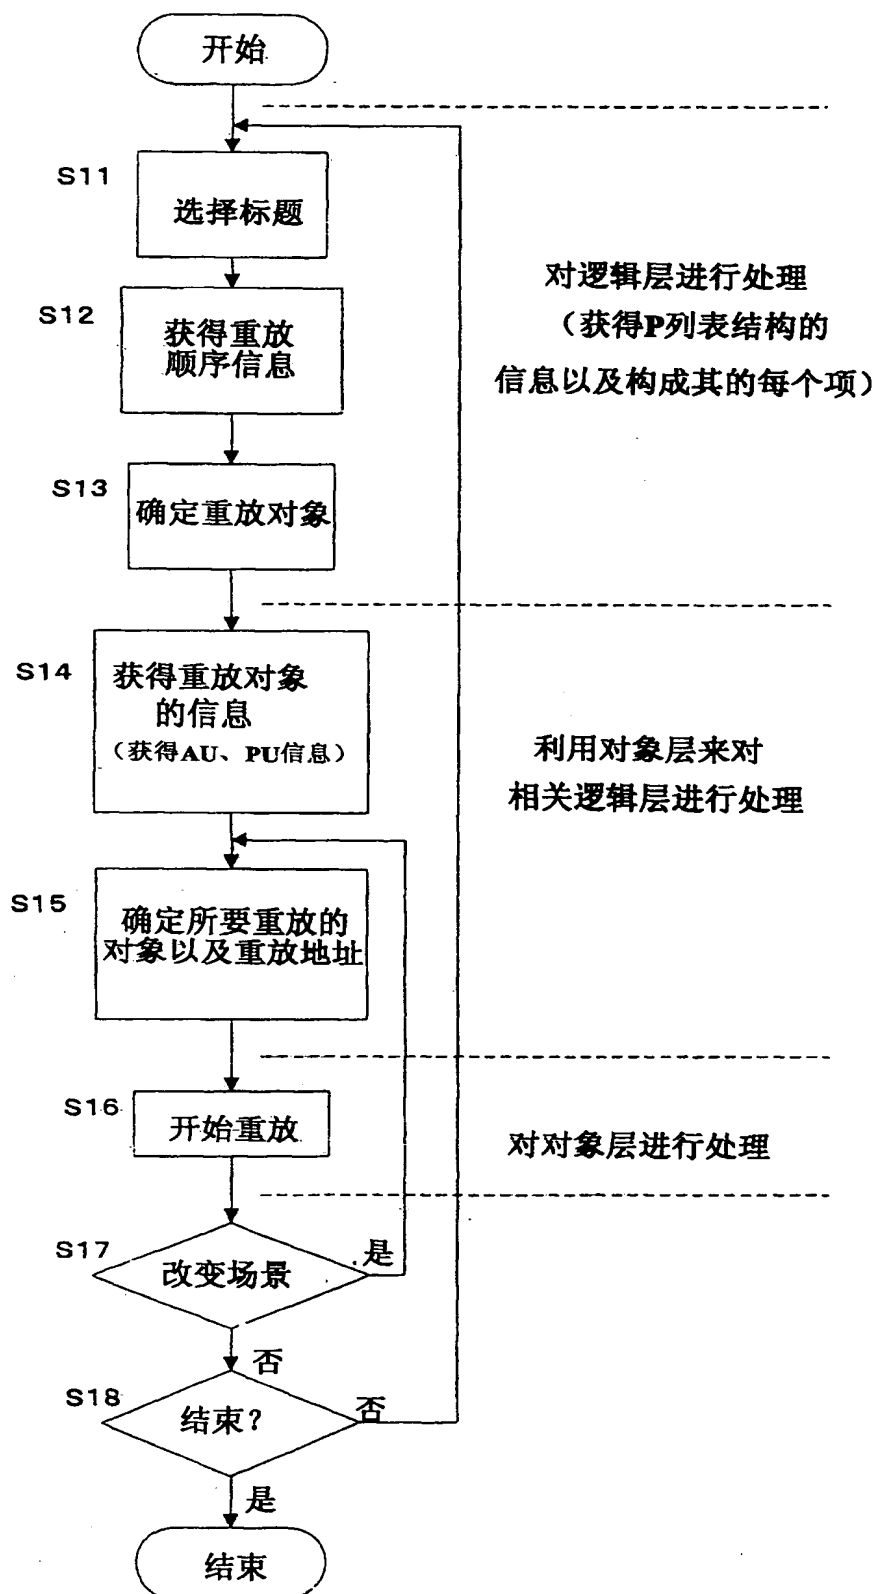 开始
S11
选择标题
S12
获得重放
顺序信息
对逻辑层进行处理
（获得P列表结构的
信息以及构成其的每个项）
S13
确定重放对象
S14
获得重放对象
的信息
（获得AU、PU信息）
利用对象层来对
相关逻辑层进行处理
S15
确定所要重放的
对象以及重放地址
S16
开始重放
对对象层进行处理
S17
改变场景
是
否
S18
结束？
否
是
结束